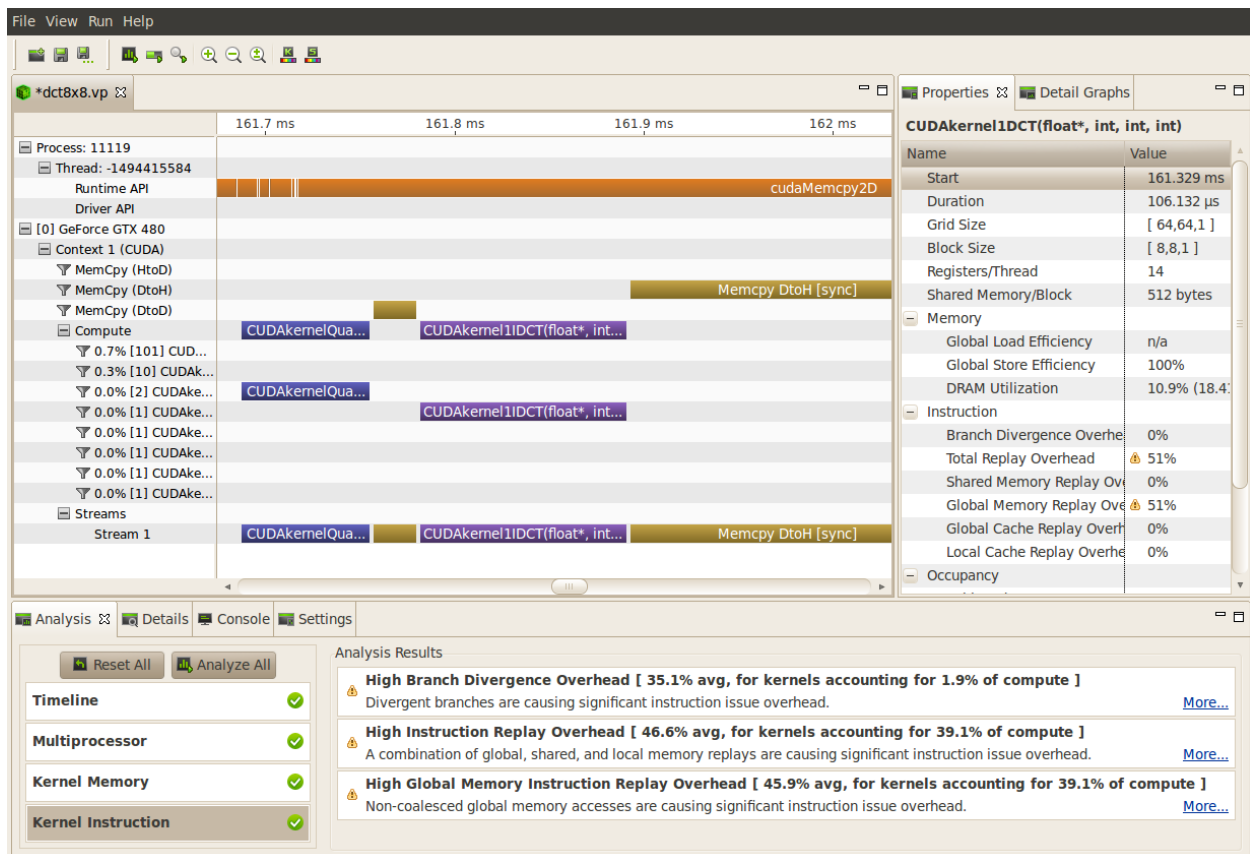 File View Run Help
*dct8x8.vp
161.7 ms 161.8 ms 161.9 ms 162 ms
Process: 11119
Thread: -1494415584
Runtime API cudaMemcpy2D
Driver API
[0] GeForce GTX 480
Context 1 (CUDA)
MemCpy (HtoD)
MemCpy (DtoH) Memcpy DtoH [sync]
MemCpy (DtoD)
Compute CUDAkernelQua... CUDAkernel1IDCT(float*, int...
0.7% [101] CUD...
0.3% [10] CUDAk...
0.0% [2] CUDAke... CUDAkernelQua...
0.0% [1] CUDAke... CUDAkernel1IDCT(float*, int...
0.0% [1] CUDAke...
0.0% [1] CUDAke...
0.0% [1] CUDAke...
0.0% [1] CUDAke...
Streams
Stream 1 CUDAkernelQua... CUDAkernel1IDCT(float*, int... Memcpy DtoH [sync]
Properties Detail Graphs
CUDAkernel1DCT(float*, int, int, int)
Name Value
Start 161.329 ms
Duration 106.132 µs
Grid Size [ 64,64,1 ]
Block Size [ 8,8,1 ]
Registers/Thread 14
Shared Memory/Block 512 bytes
Memory
Global Load Efficiency n/a
Global Store Efficiency 100%
DRAM Utilization 10.9% (18.4
Instruction
Branch Divergence Overhe 0%
Total Replay Overhead 51%
Shared Memory Replay Ov 0%
Global Memory Replay Ove 51%
Global Cache Replay Overh 0%
Local Cache Replay Overhe 0%
Occupancy
Analysis Details Console Settings
Reset All Analyze All
Timeline
Multiprocessor
Kernel Memory
Kernel Instruction
Analysis Results
High Branch Divergence Overhead [ 35.1% avg, for kernels accounting for 1.9% of compute ]
Divergent branches are causing significant instruction issue overhead. More...
High Instruction Replay Overhead [ 46.6% avg, for kernels accounting for 39.1% of compute ]
A combination of global, shared, and local memory replays are causing significant instruction issue overhead. More...
High Global Memory Instruction Replay Overhead [ 45.9% avg, for kernels accounting for 39.1% of compute ]
Non-coalesced global memory accesses are causing significant instruction issue overhead. More...